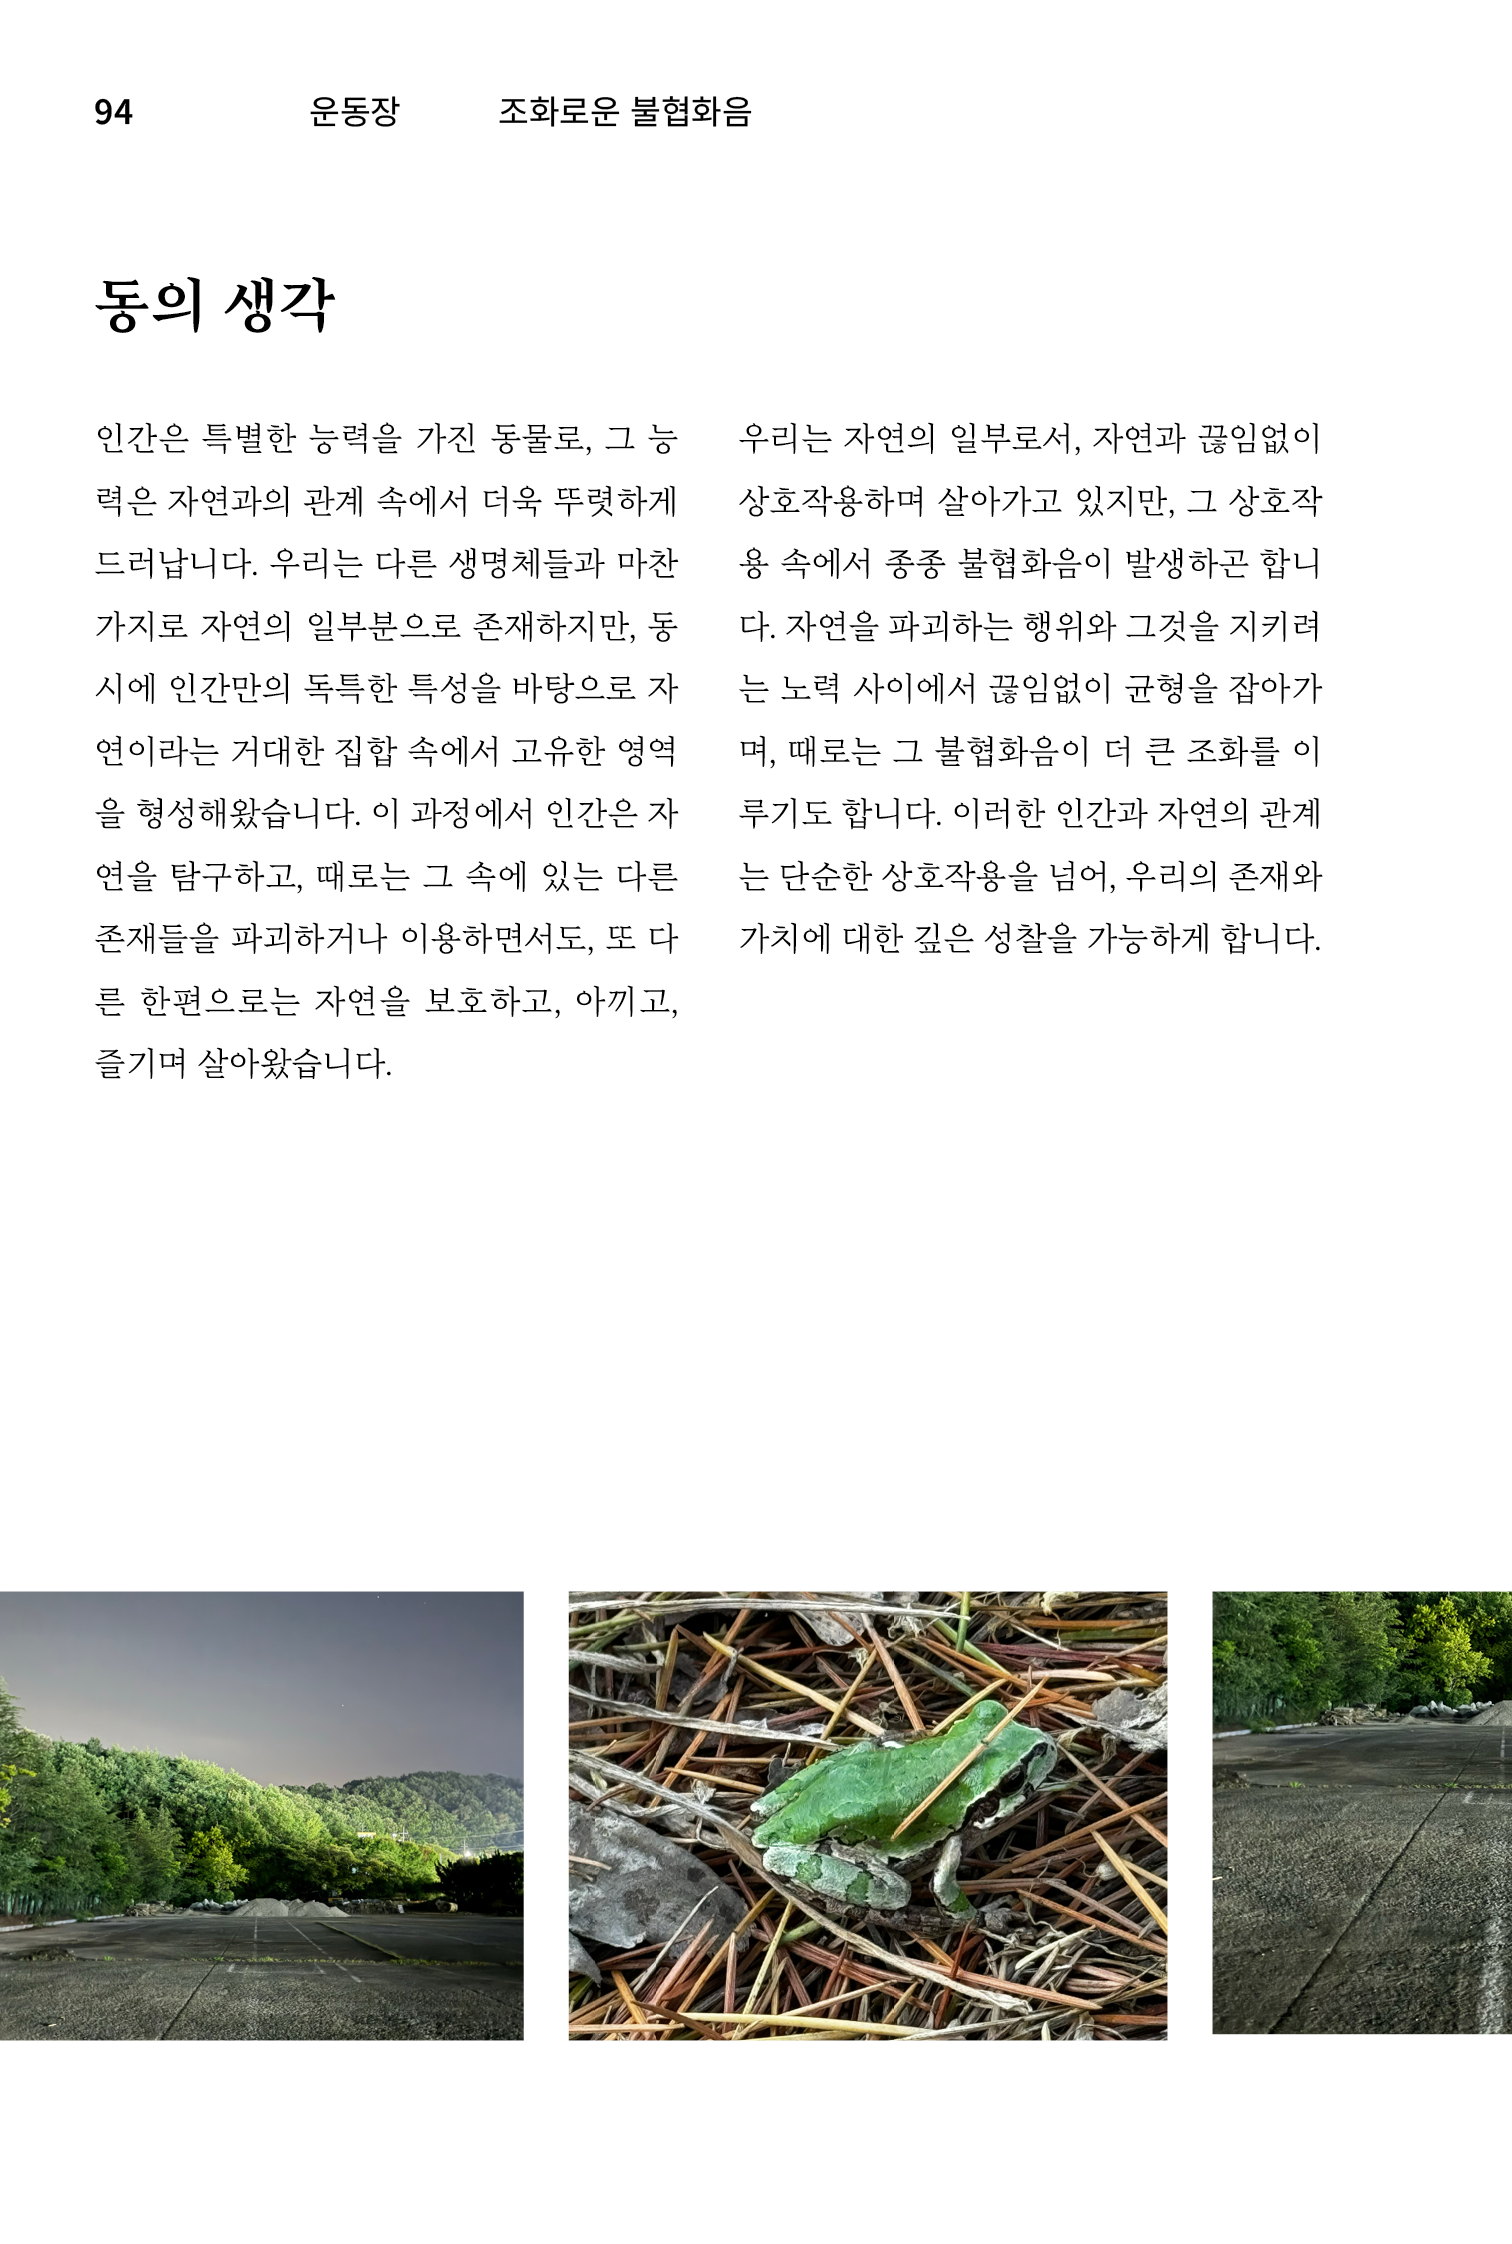 94 운동장 조화로운 불협화음
동의 생각
인간은 특별한 능력을 가진 동물로, 그 능
력은 자연과의 관계 속에서 더욱 뚜렷하게
드러납니다. 우리는 다른 생명체들과 마찬
가지로 자연의 일부분으로 존재하지만, 동
시에 인간만의 독특한 특성을 바탕으로 자
연이라는 거대한 집합 속에서 고유한 영역
을 형성해왔습니다. 이 과정에서 인간은 자
연을 탐구하고, 때로는 그 속에 있는 다른
존재들을 파괴하거나 이용하면서도, 또 다
른 한편으로는 자연을 보호하고, 아끼고,
즐기며 살아왔습니다.
우리는 자연의 일부로서, 자연과 끊임없이
상호작용하며 살아가고 있지만, 그 상호작
용 속에서 종종 불협화음이 발생하곤 합니
다. 자연을 파괴하는 행위와 그것을 지키려
는 노력 사이에서 끊임없이 균형을 잡아가
며, 때로는 그 불협화음이 더 큰 조화를 이
루기도 합니다. 이러한 인간과 자연의 관계
는 단순한 상호작용을 넘어, 우리의 존재와
가치에 대한 깊은 성찰을 가능하게 합니다.